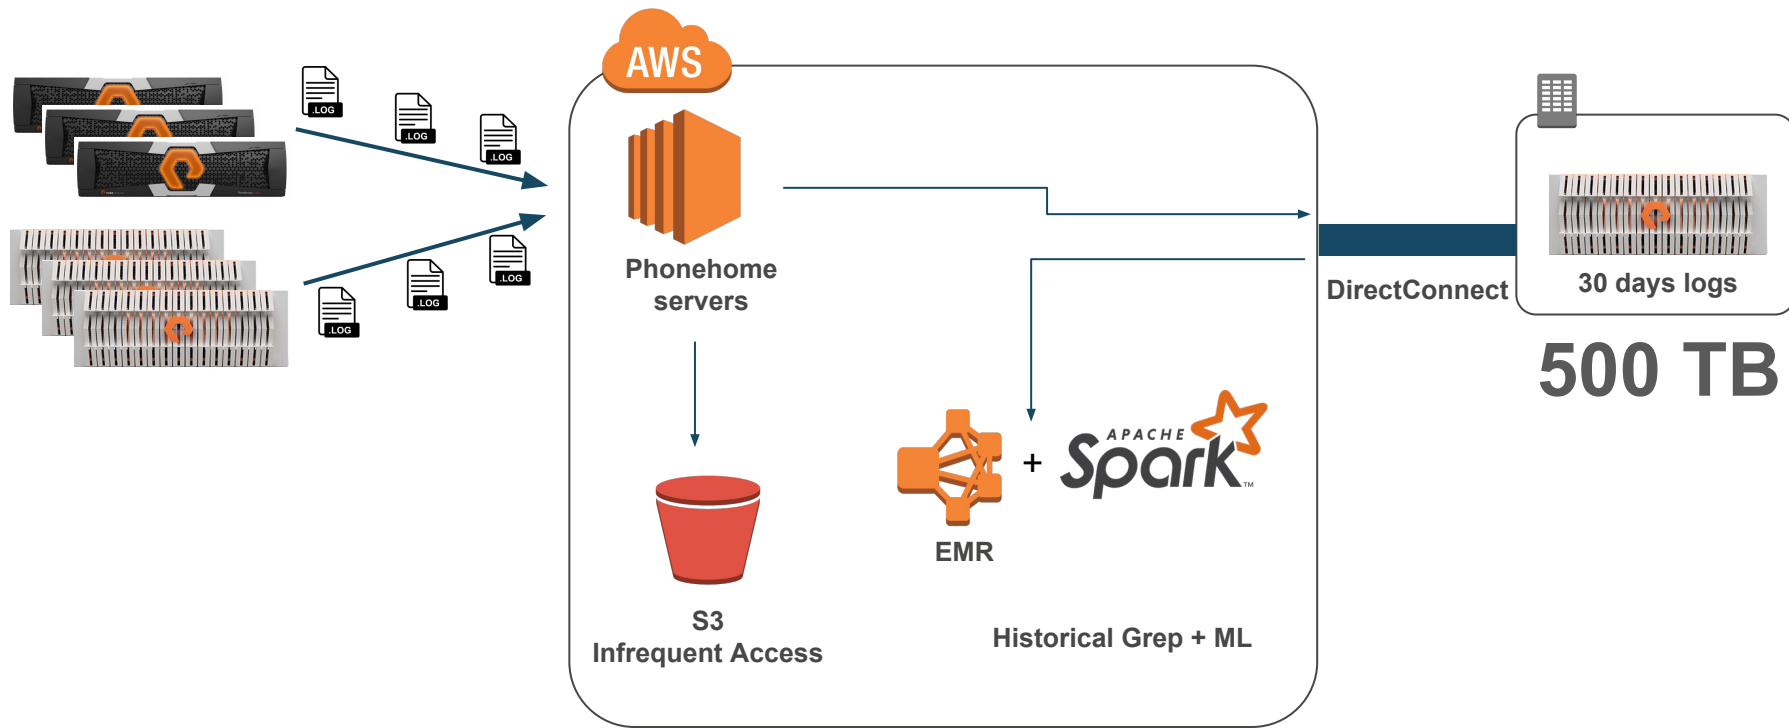 AWS
.LOG
.LOG
.LOG
.LOG
.LOG
.LOG
Phonehome
servers
DirectConnect
30 days logs
500 TB
+
APACHE
Spark™
EMR
S3
Infrequent Access
Historical Grep + ML